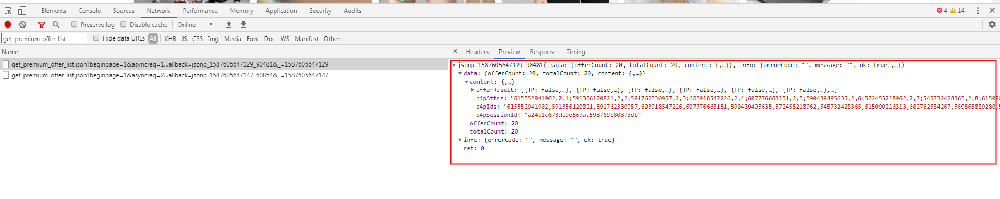 Elements Console Sources Network Performance Memory Application Security Audits 4 14
Preserve log Disable cache Online
get_premium_offer_list Hide data URLs All XHR JS CSS Img Media Font Doc WS Manifest Other
Name
get_premium_offer_list.json?beginpage=1&asyncreq=1...allback=jsonp_1587605647129_90481&_=1587605647129
get_premium_offer_list.json?beginpage=1&asyncreq=2...allback=jsonp_1587605647147_60854&_=1587605647147
Headers Preview Response Timing
jsonp_1587605647129_90481({data: {offerCount: 20, totalCount: 20, content: {,…}}, info: {errorCode: "", message: "", ok: true},…})
data: {offerCount: 20, totalCount: 20, content: {,…}}
content: {,…}
offerResult: [{TP: false,…}, {TP: false,…}, {TP: false,…}, {TP: false,…}, {TP: false,…}, {TP: false,…},…]
p4pAttrs: "615552941902,2,1;591356120821,2,2;591762330957,2,3;603918547226,2,4;607776663151,2,5;590439495635,2,6;572455218962,2,7;545732428365,2,8;61509
p4pIds: "615552941902,591356120821,591762330957,603918547226,607776663151,590439495635,572455218962,545732428365,615090216313,602762534267,569565889280,
p4pSessionId: "a24b1c673de9e569aa593769b80873db"
offerCount: 20
totalCount: 20
info: {errorCode: "", message: "", ok: true}
ret: 0